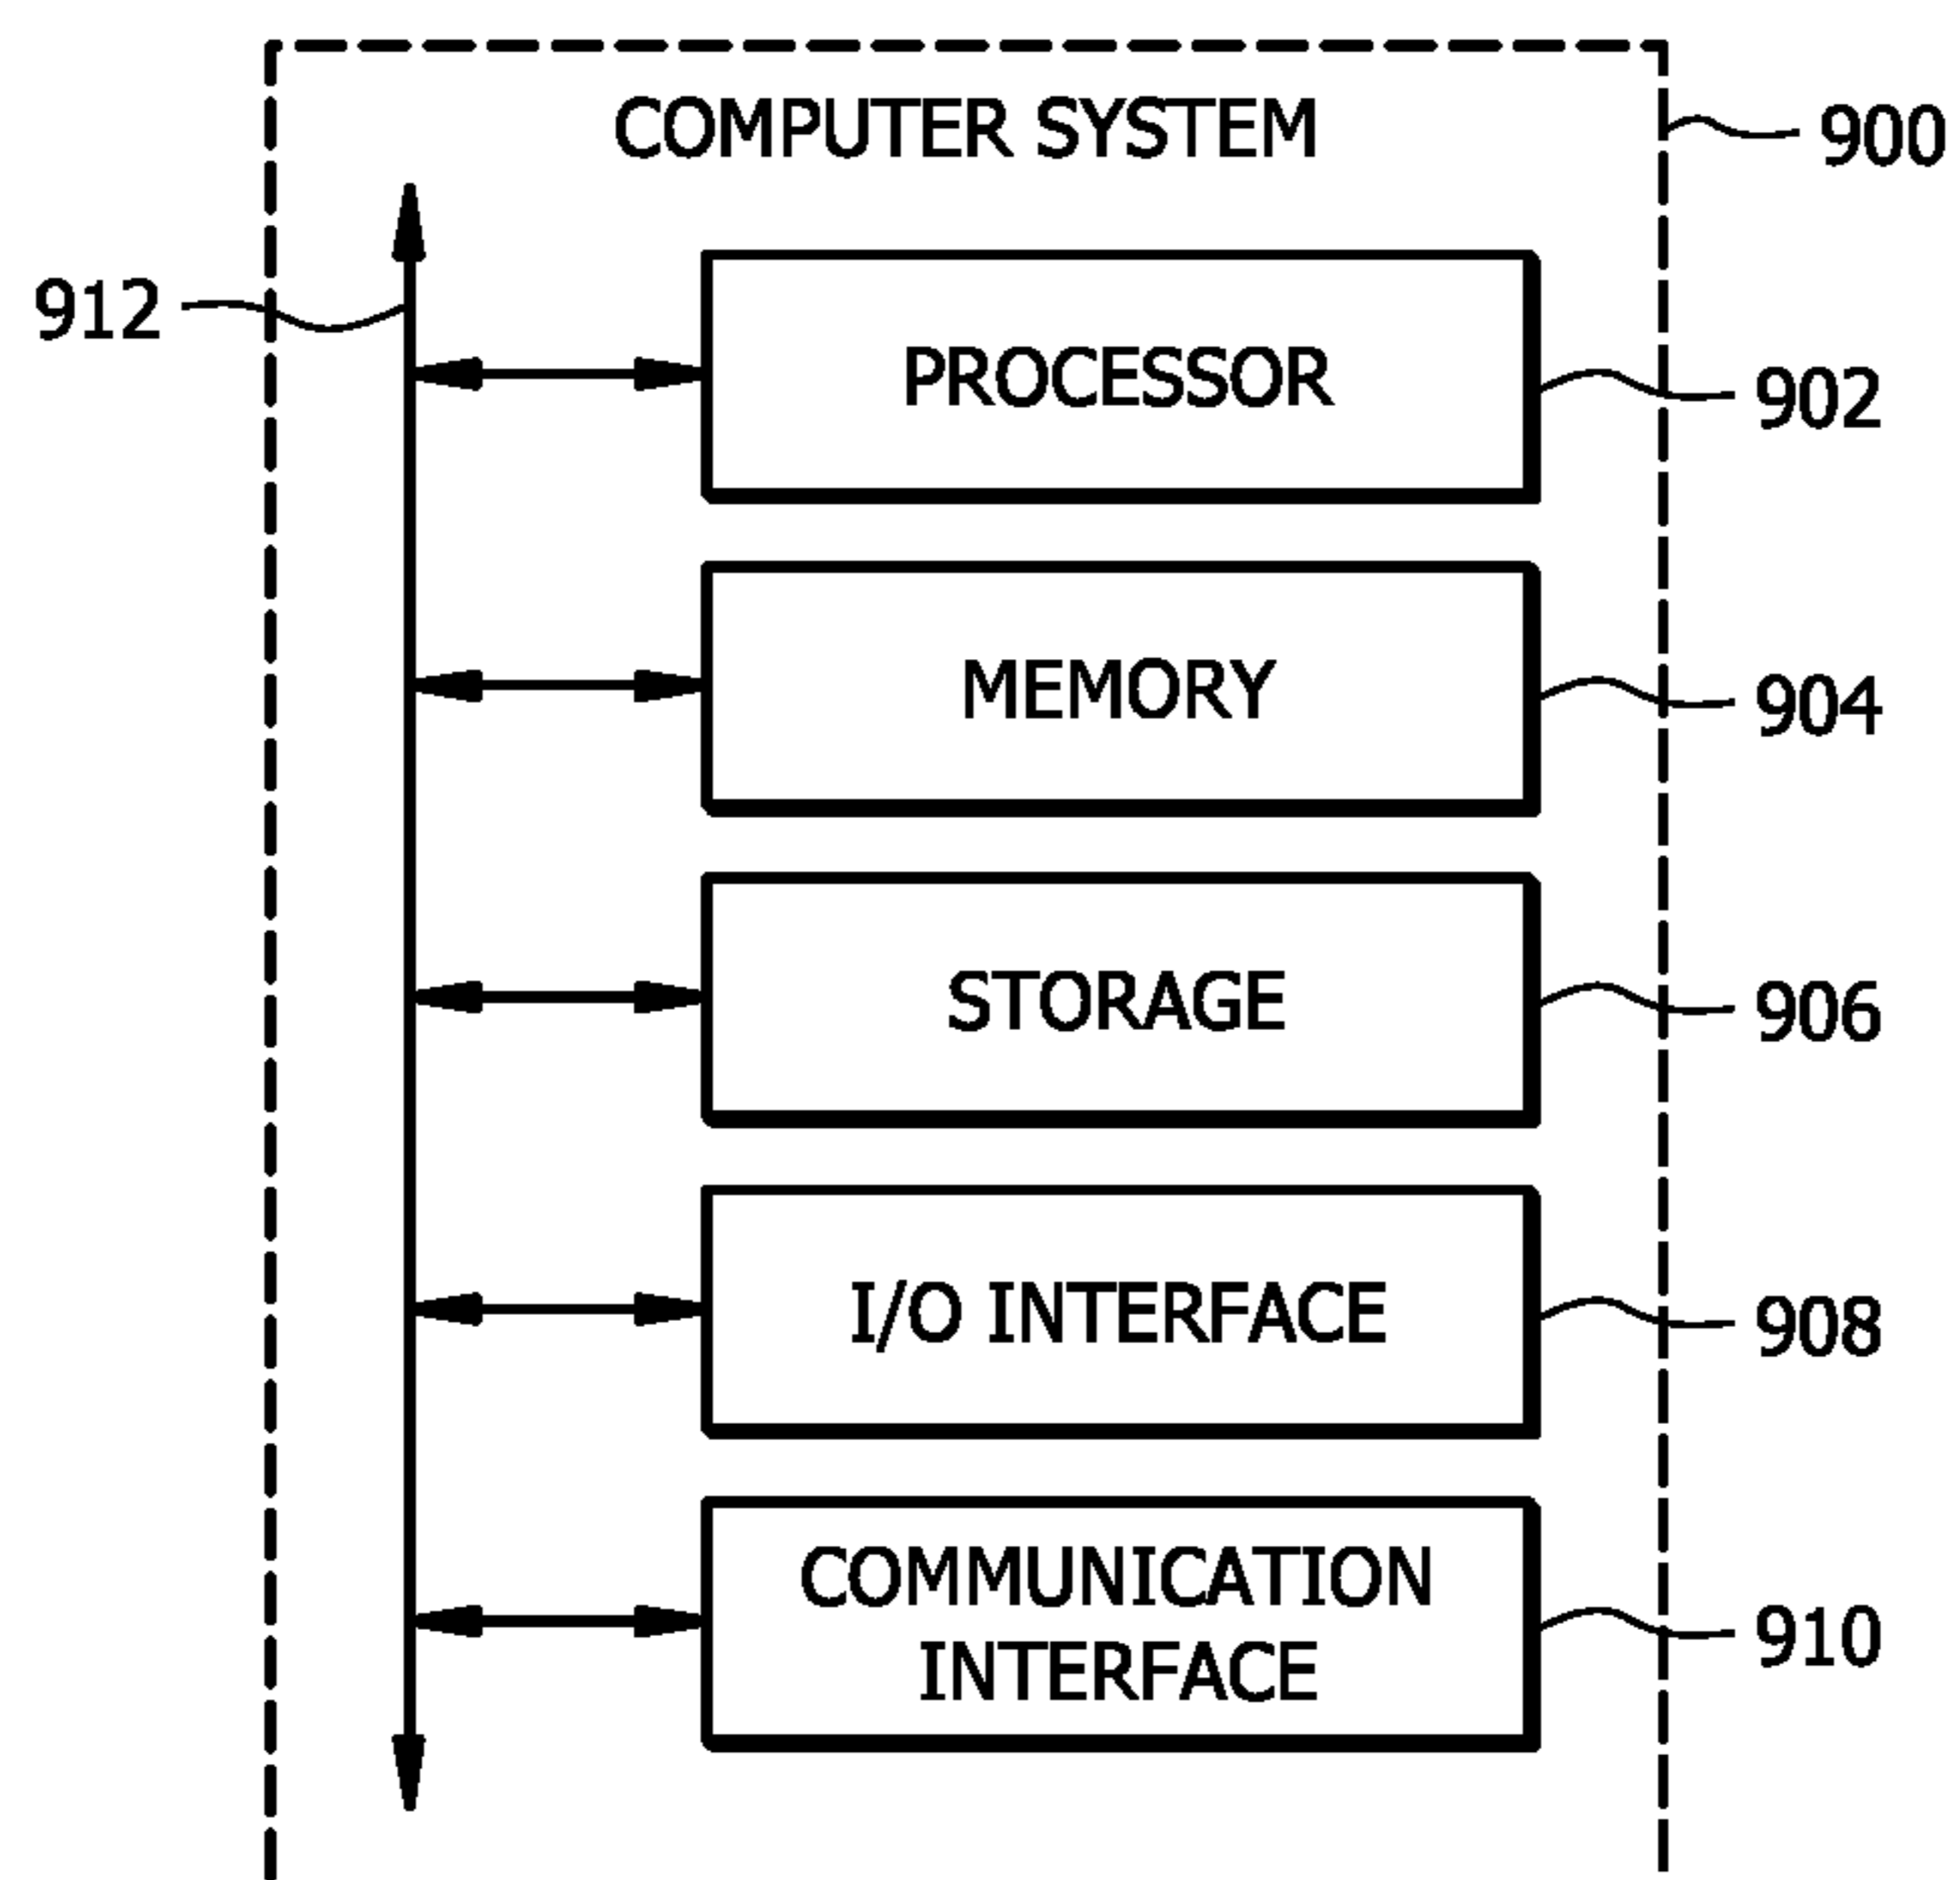 COMPUTER SYSTEM
900
912
PROCESSOR
902
MEMORY
904
STORAGE
906
I/O INTERFACE
908
COMMUNICATION
INTERFACE
910